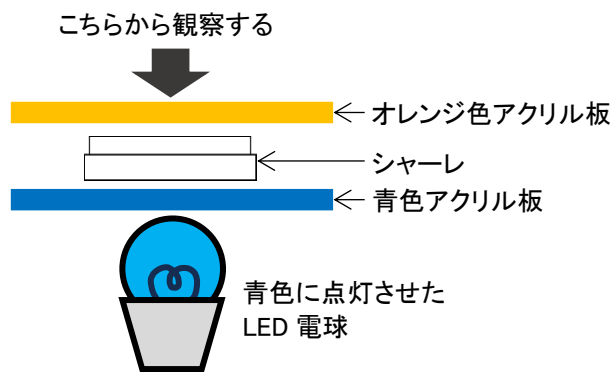 こちらから観察する
オレンジ色アクリル板
シャーレ
青色アクリル板
青色に点灯させた
LED 電球